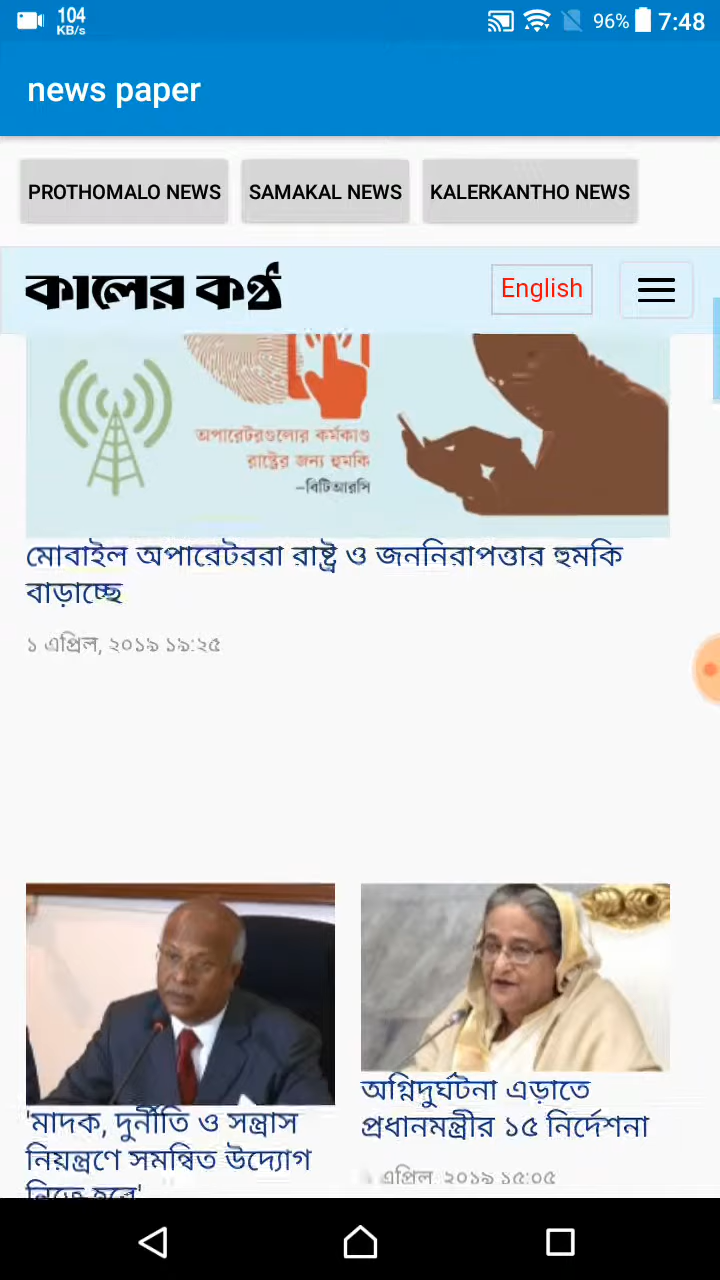 104
KB/s
96%
7:48
news paper
PROTHOMALO NEWS
SAMAKAL NEWS
KALERKANTHO NEWS
কালের কণ্ঠ
English
অপারেটরগুলোর কর্মকাণ্ড
রাষ্ট্রের জন্য হুমকি
–বিটিআরসি
মোবাইল অপারেটররা রাষ্ট্র ও জননিরাপত্তার হুমকি
বাড়াচ্ছে
১ এপ্রিল, ২০১৯ ১৯:২৫
'মাদক, দুর্নীতি ও সন্ত্রাস
নিয়ন্ত্রণে সমন্বিত উদ্যোগ
নিতে হবে'
অগ্নিদুর্ঘটনা এড়াতে
প্রধানমন্ত্রীর ১৫ নির্দেশনা
১ এপ্রিল, ২০১৯ ১৫:০৫